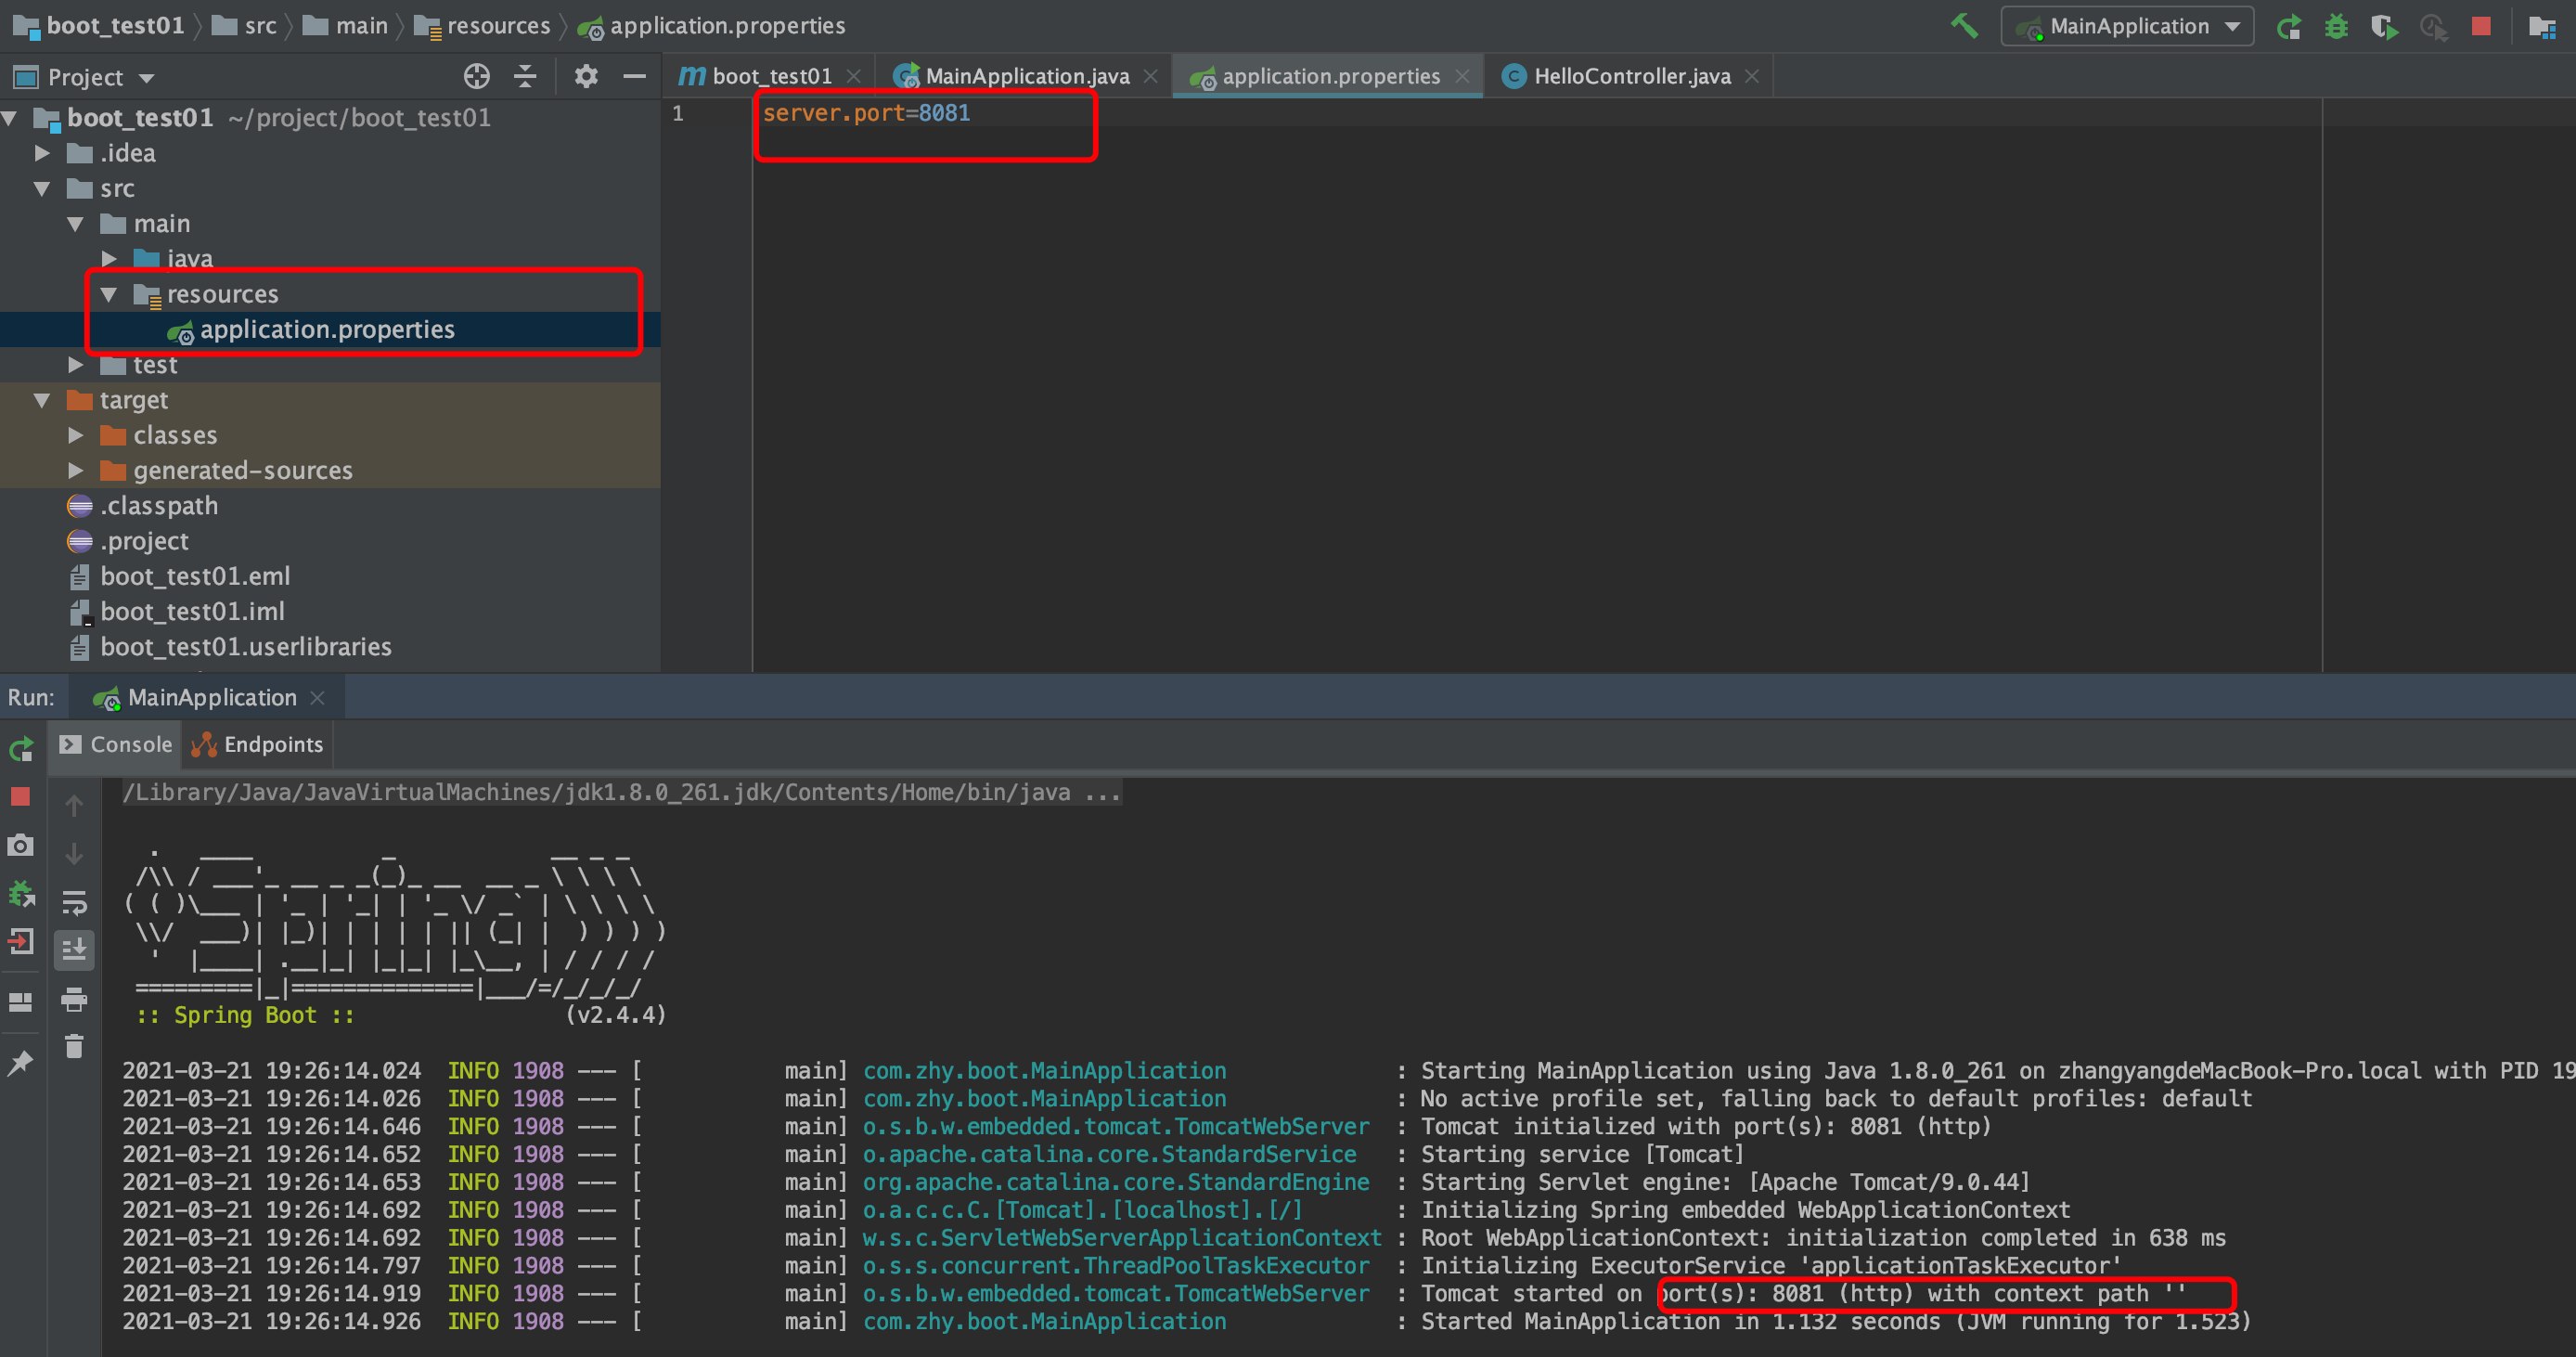 boot_test01 src main resources application.properties MainApplication
Project boot_test01 MainApplication.java application.properties HelloController.java
boot_test01 ~/project/boot_test01
1 server.port=8081
.idea
src
main
java
resources
application.properties
test
target
classes
generated-sources
.classpath
.project
boot_test01.eml
boot_test01.iml
boot_test01.userlibraries
Run: MainApplication
Console Endpoints
/Library/Java/JavaVirtualMachines/jdk1.8.0_261.jdk/Contents/Home/bin/java ...
Spring
:: Spring Boot :: (v2.4.4)
2021-03-21 19:26:14.024 INFO 1908 --- [ main] com.zhy.boot.MainApplication : Starting MainApplication using Java 1.8.0_261 on zhangyangdeMacBook-Pro.local with PID 19
2021-03-21 19:26:14.026 INFO 1908 --- [ main] com.zhy.boot.MainApplication : No active profile set, falling back to default profiles: default
2021-03-21 19:26:14.646 INFO 1908 --- [ main] o.s.b.w.embedded.tomcat.TomcatWebServer : Tomcat initialized with port(s): 8081 (http)
2021-03-21 19:26:14.652 INFO 1908 --- [ main] o.apache.catalina.core.StandardService : Starting service [Tomcat]
2021-03-21 19:26:14.653 INFO 1908 --- [ main] org.apache.catalina.core.StandardEngine : Starting Servlet engine: [Apache Tomcat/9.0.44]
2021-03-21 19:26:14.692 INFO 1908 --- [ main] o.a.c.c.C.[Tomcat].[localhost].[/] : Initializing Spring embedded WebApplicationContext
2021-03-21 19:26:14.692 INFO 1908 --- [ main] w.s.c.ServletWebServerApplicationContext : Root WebApplicationContext: initialization completed in 638 ms
2021-03-21 19:26:14.797 INFO 1908 --- [ main] o.s.s.concurrent.ThreadPoolTaskExecutor : Initializing ExecutorService 'applicationTaskExecutor'
2021-03-21 19:26:14.919 INFO 1908 --- [ main] o.s.b.w.embedded.tomcat.TomcatWebServer : Tomcat started on port(s): 8081 (http) with context path ''
2021-03-21 19:26:14.926 INFO 1908 --- [ main] com.zhy.boot.MainApplication : Started MainApplication in 1.132 seconds (JVM running for 1.523)